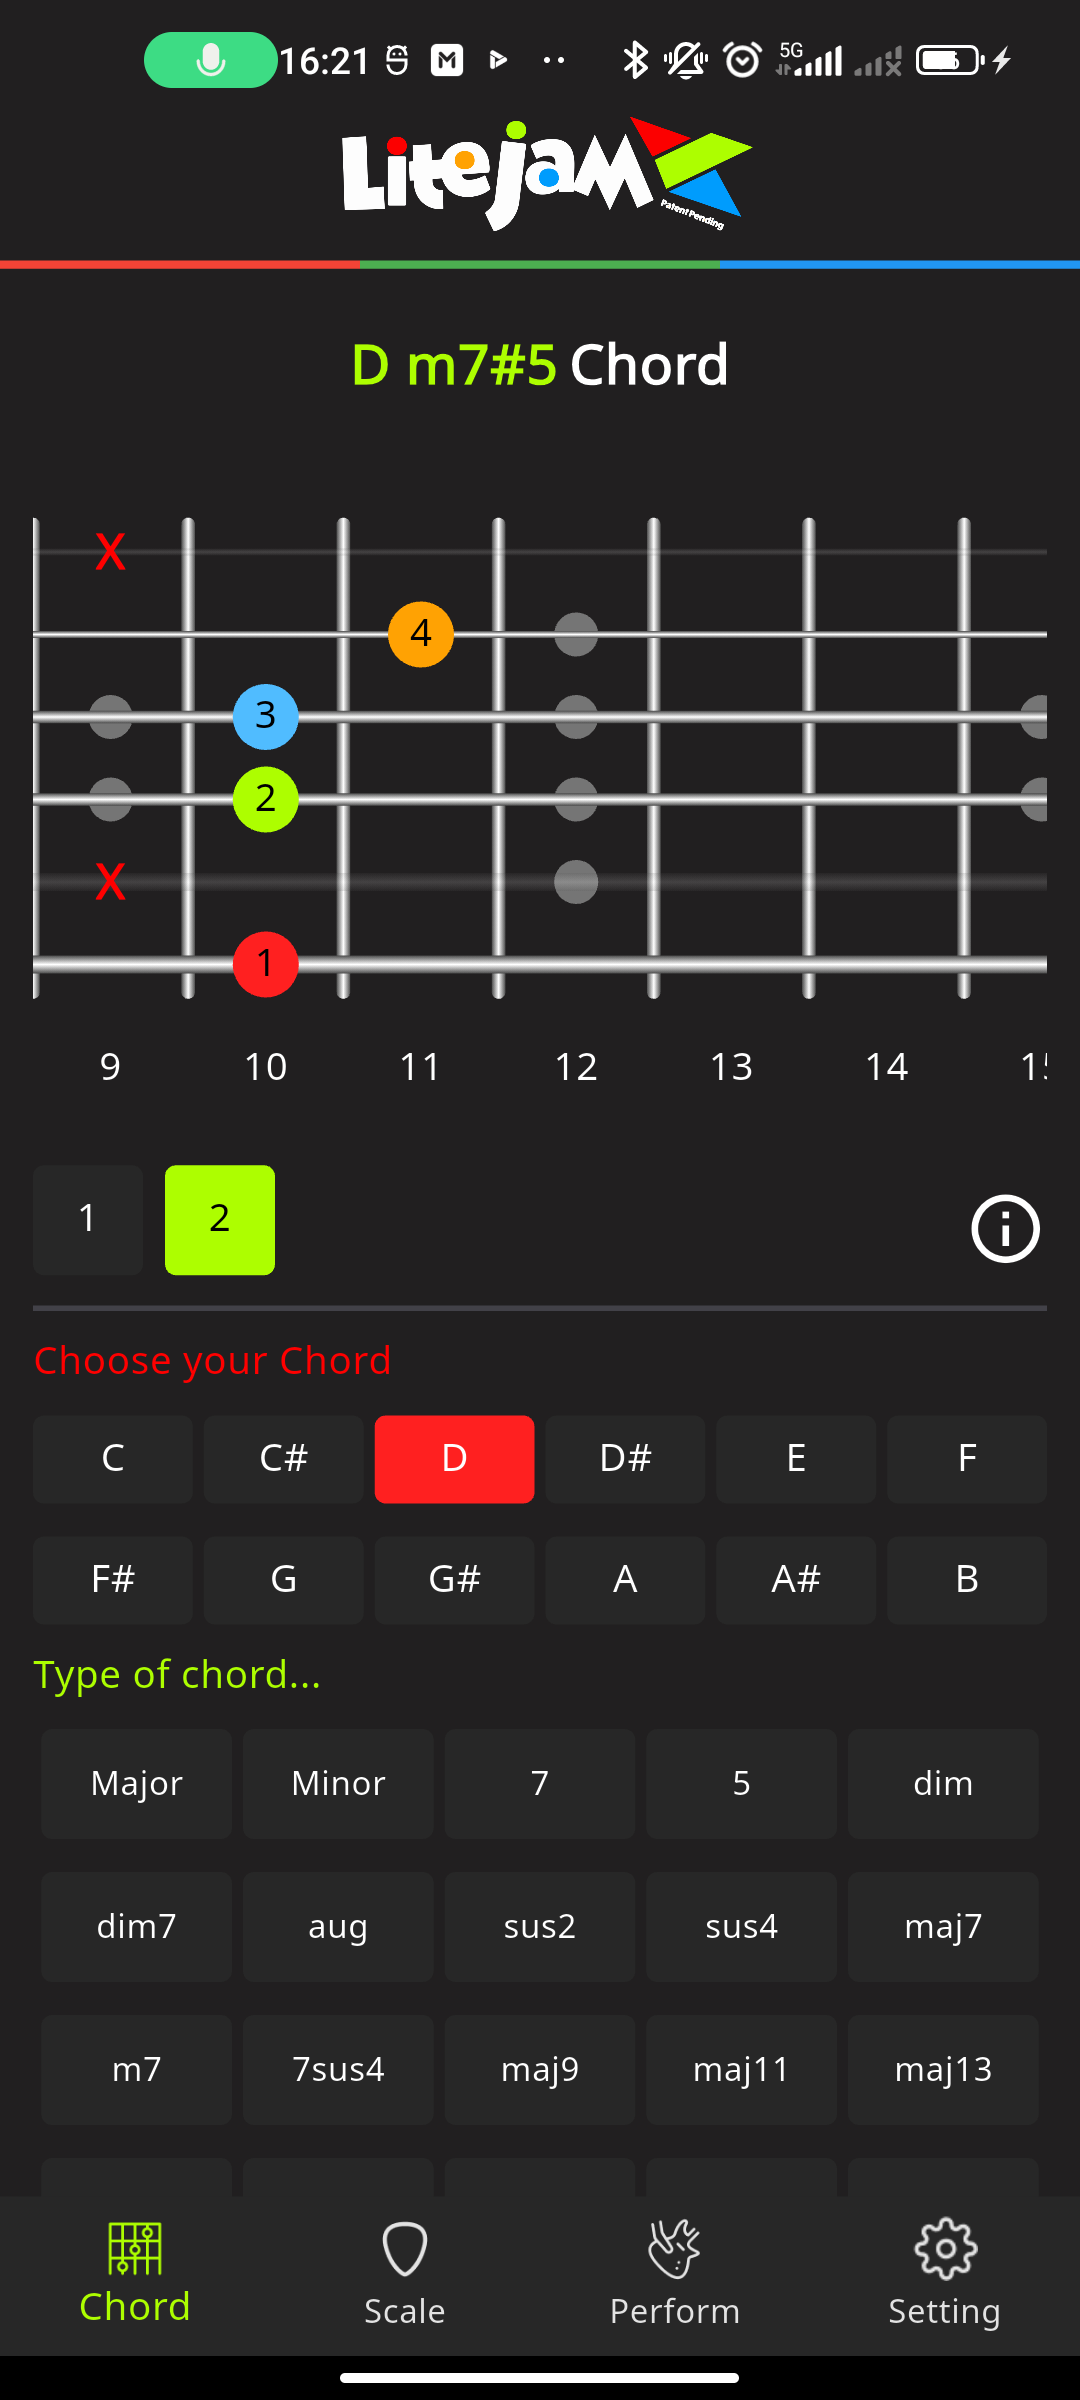 16:21 5G
LitejaM
Patent Pending
D m7#5 Chord
X
4
3
2
X
1
9 10 11 12 13 14
1 2
Choose your Chord
C C# D D# E F
F# G G# A A# B
Type of chord...
Major Minor 7 5 dim
dim7 aug sus2 sus4 maj7
m7 7sus4 maj9 maj11 maj13
Chord Scale Perform Setting